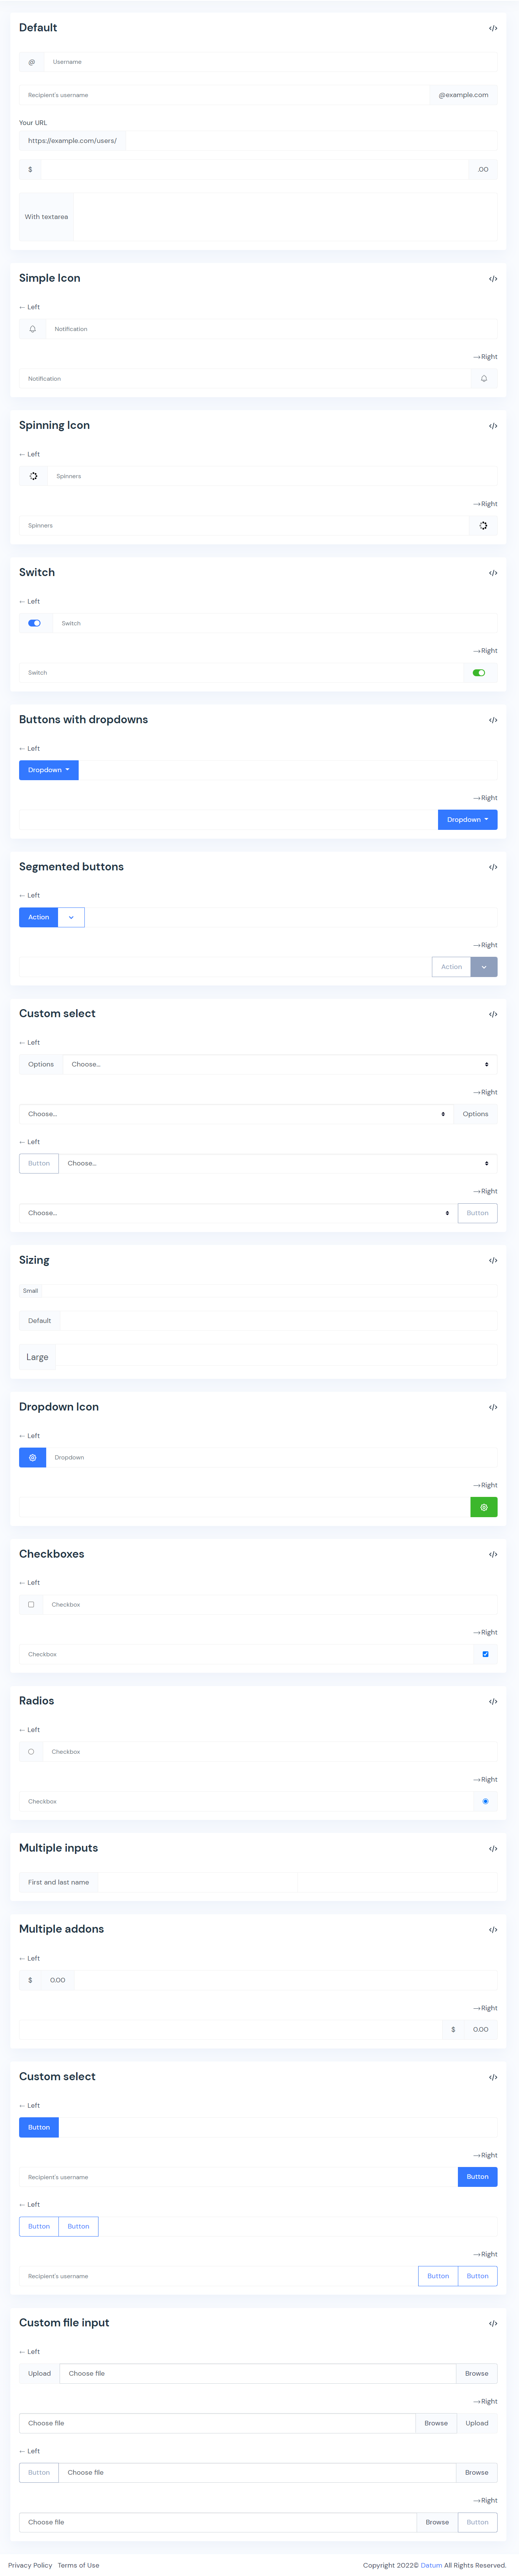 Default
</>
@ Username
Recipient's username @example.com
Your URL
https://example.com/users/
$ .00
With textarea
Simple Icon
</>
← Left
Notification
→ Right
Notification
Spinning Icon
</>
← Left
Spinners
→ Right
Spinners
Switch
</>
← Left
Switch
→ Right
Switch
Buttons with dropdowns
</>
← Left
Dropdown
→ Right
Dropdown
Segmented buttons
</>
← Left
Action
→ Right
Action
Custom select
</>
← Left
Options Choose...
→ Right
Choose... Options
← Left
Button Choose...
→ Right
Choose... Button
Sizing
</>
Small
Default
Large
Dropdown Icon
</>
← Left
Dropdown
→ Right
Checkboxes
</>
← Left
Checkbox
→ Right
Checkbox
Radios
</>
← Left
Checkbox
→ Right
Checkbox
Multiple inputs
</>
First and last name
Multiple addons
</>
← Left
$ 0.00
→ Right
$ 0.00
Custom select
</>
← Left
Button
→ Right
Recipient's username Button
← Left
Button Button
→ Right
Recipient's username Button Button
Custom file input
</>
← Left
Upload Choose file Browse
→ Right
Choose file Browse Upload
← Left
Button Choose file Browse
→ Right
Choose file Browse Button
Privacy Policy Terms of Use Copyright 2022© Datum All Rights Reserved.